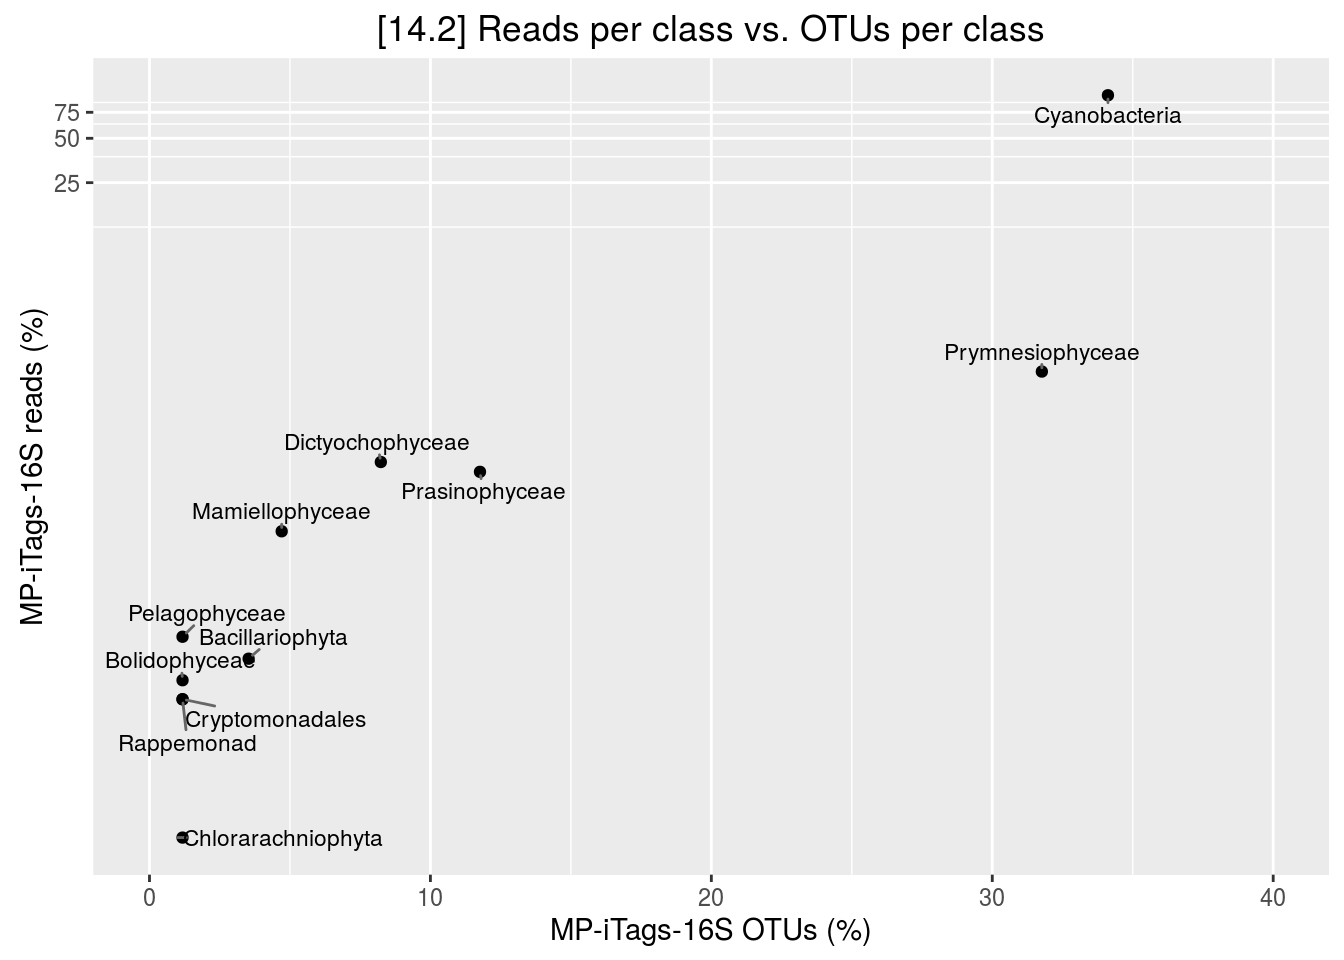 [14.2] Reads per class vs. OTUs per class
75
50
25
MP-iTags-16S reads (%)
Cyanobacteria
Prymnesiophyceae
Dictyochophyceae
Prasinophyceae
Mamiellophyceae
Pelagophyceae
Bacillariophyta
Bolidophyceae
Cryptomonadales
Rappemonad
Chlorarachniophyta
0
10
20
30
40
MP-iTags-16S OTUs (%)